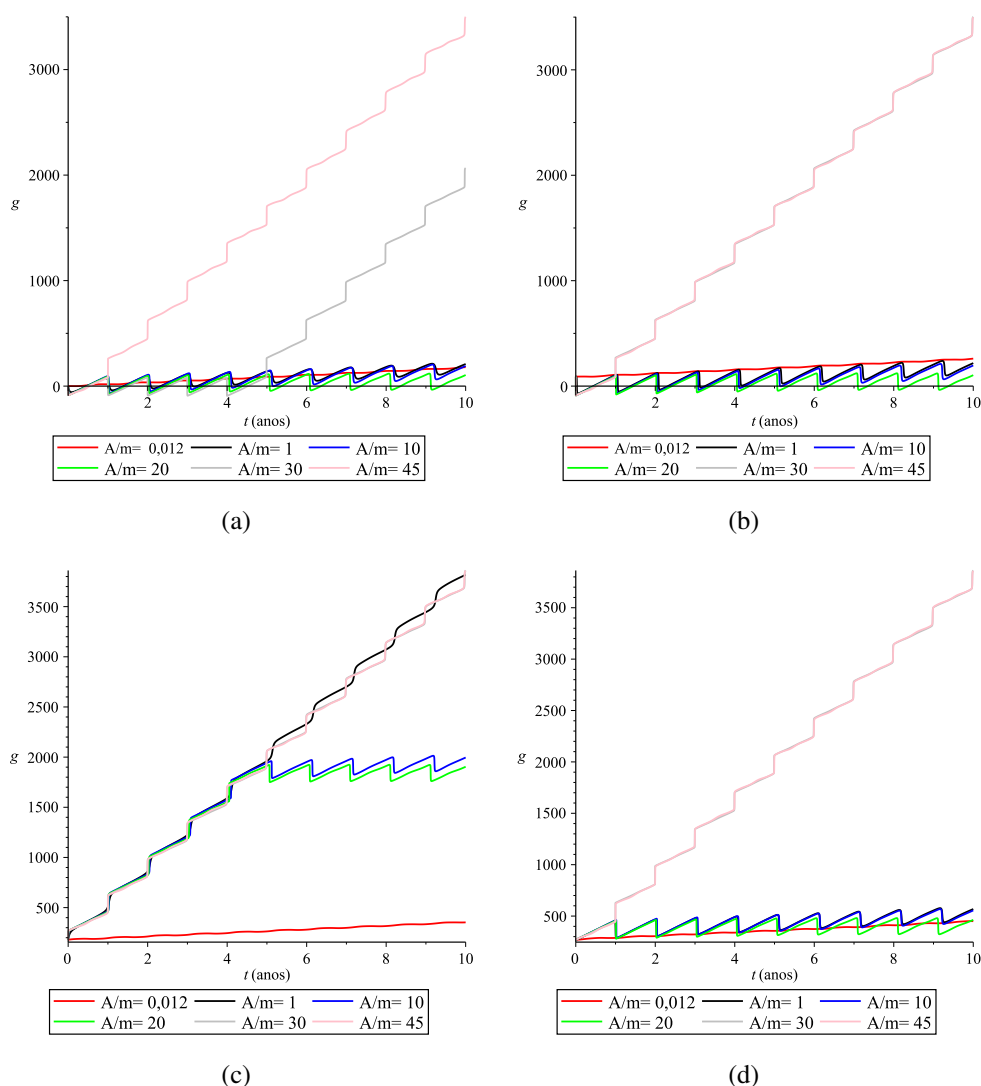 3000
2000
g
1000
0
2 4 6 8 10
t (anos)
A/m= 0,012 A/m= 1 A/m= 10
A/m= 20 A/m= 30 A/m= 45
(a)
3000
2000
g
1000
0
2 4 6 8 10
t (anos)
A/m= 0,012 A/m= 1 A/m= 10
A/m= 20 A/m= 30 A/m= 45
(b)
3500
3000
2500
g
2000
1500
1000
500
0 2 4 6 8 10
t (anos)
A/m= 0,012 A/m= 1 A/m= 10
A/m= 20 A/m= 30 A/m= 45
(c)
3500
3000
2500
g
2000
1500
1000
500
0 2 4 6 8 10
t (anos)
A/m= 0,012 A/m= 1 A/m= 10
A/m= 20 A/m= 30 A/m= 45
(d)